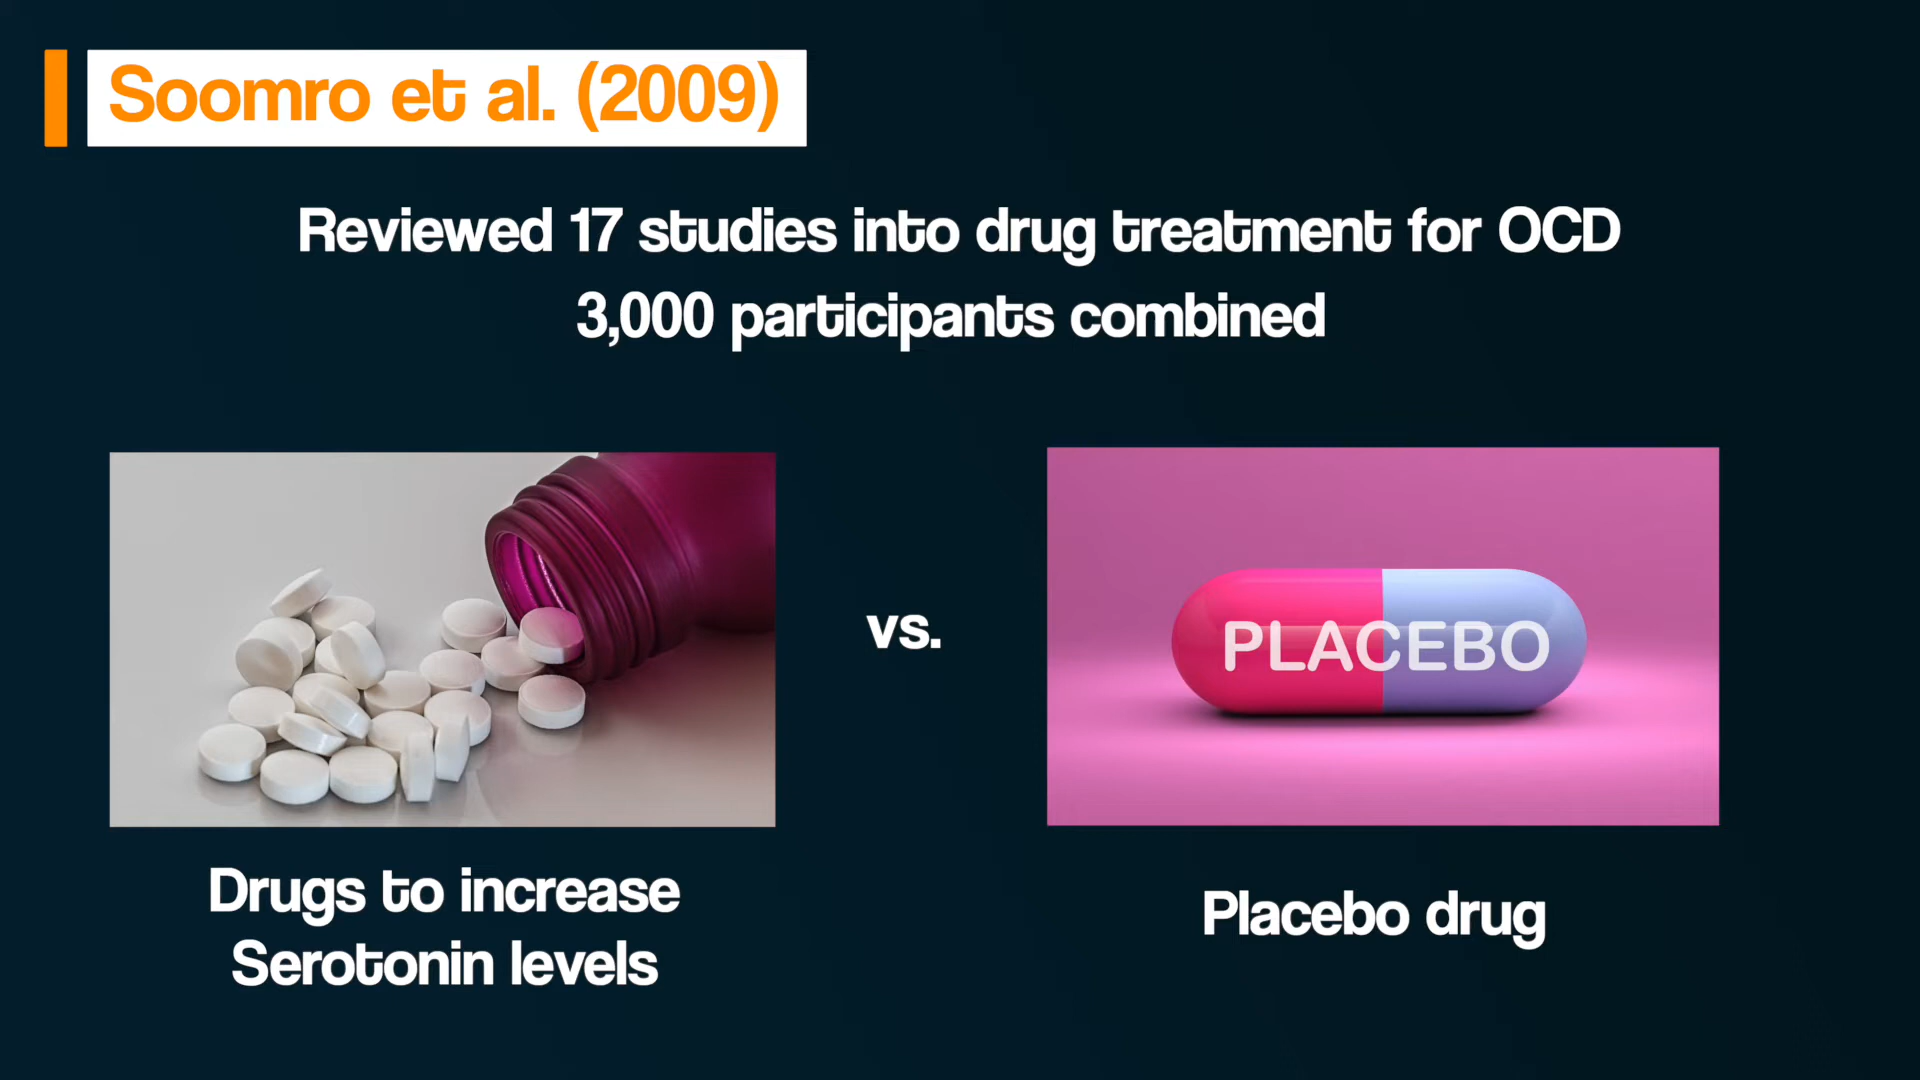 Soomro et al. (2009)
Reviewed 17 studies into drug treatment for OCD
3,000 participants combined
vs.
PLACEBO
Drugs to increase
Serotonin levels
Placebo drug